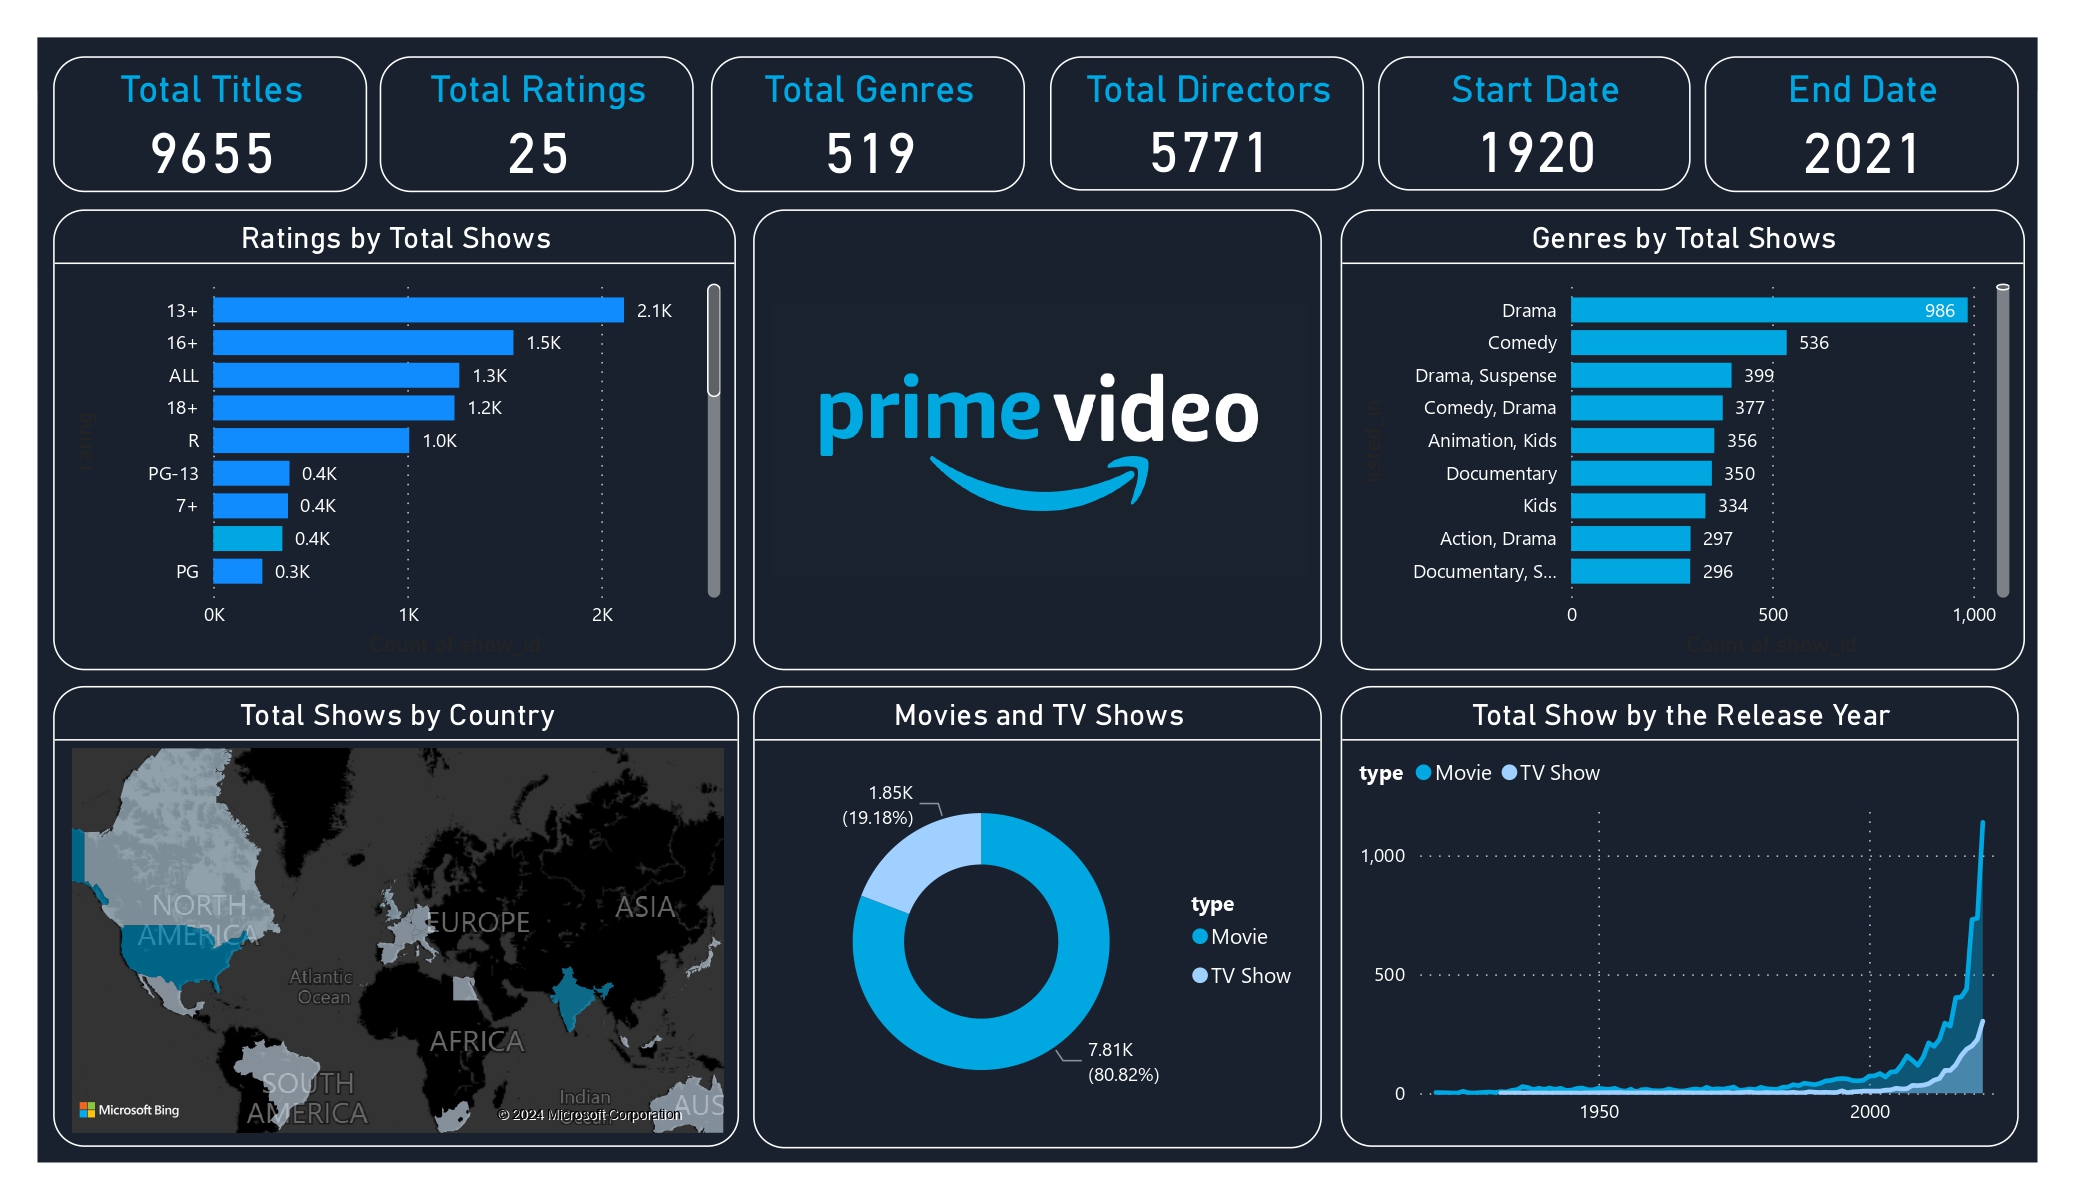 Total Titles
9655
Total Ratings
25
Total Genres
519
Total Directors
5771
Start Date
1920
End Date
2021
Ratings by Total Shows
rating
13+ 2.1K
16+ 1.5K
ALL 1.3K
18+ 1.2K
R 1.0K
PG-13 0.4K
7+ 0.4K
0.4K
PG 0.3K
0K 1K 2K
Count of show_id
prime video
Genres by Total Shows
listed_in
Drama 986
Comedy 536
Drama, Suspense 399
Comedy, Drama 377
Animation, Kids 356
Documentary 350
Kids 334
Action, Drama 297
Documentary, S... 296
0 500 1,000
Count of show_id
Total Shows by Country
NORTH
AMERICA
EUROPE
ASIA
Atlantic
Ocean
AFRICA
SOUTH
AMERICA
Indian
Ocean
AUS
Microsoft Bing
© 2024 Microsoft Corporation
Movies and TV Shows
1.85K
(19.18%)
7.81K
(80.82%)
type
Movie
TV Show
Total Show by the Release Year
type Movie TV Show
1,000
500
0
1950 2000